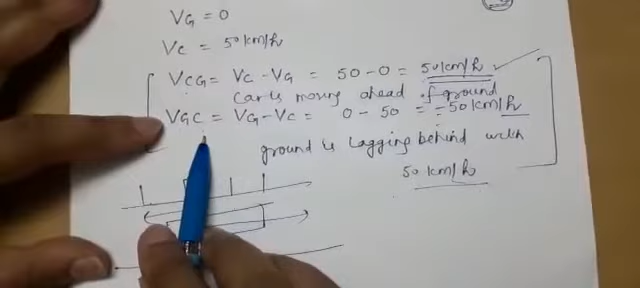 VG = 0
VC = 50 km/h
VCG = VC - VG = 50 - 0 = 50 km/h
Car is moving ahead of ground
VGC = VG - VC = 0 - 50 = -50 km/h
ground is lagging behind with
50 km/h